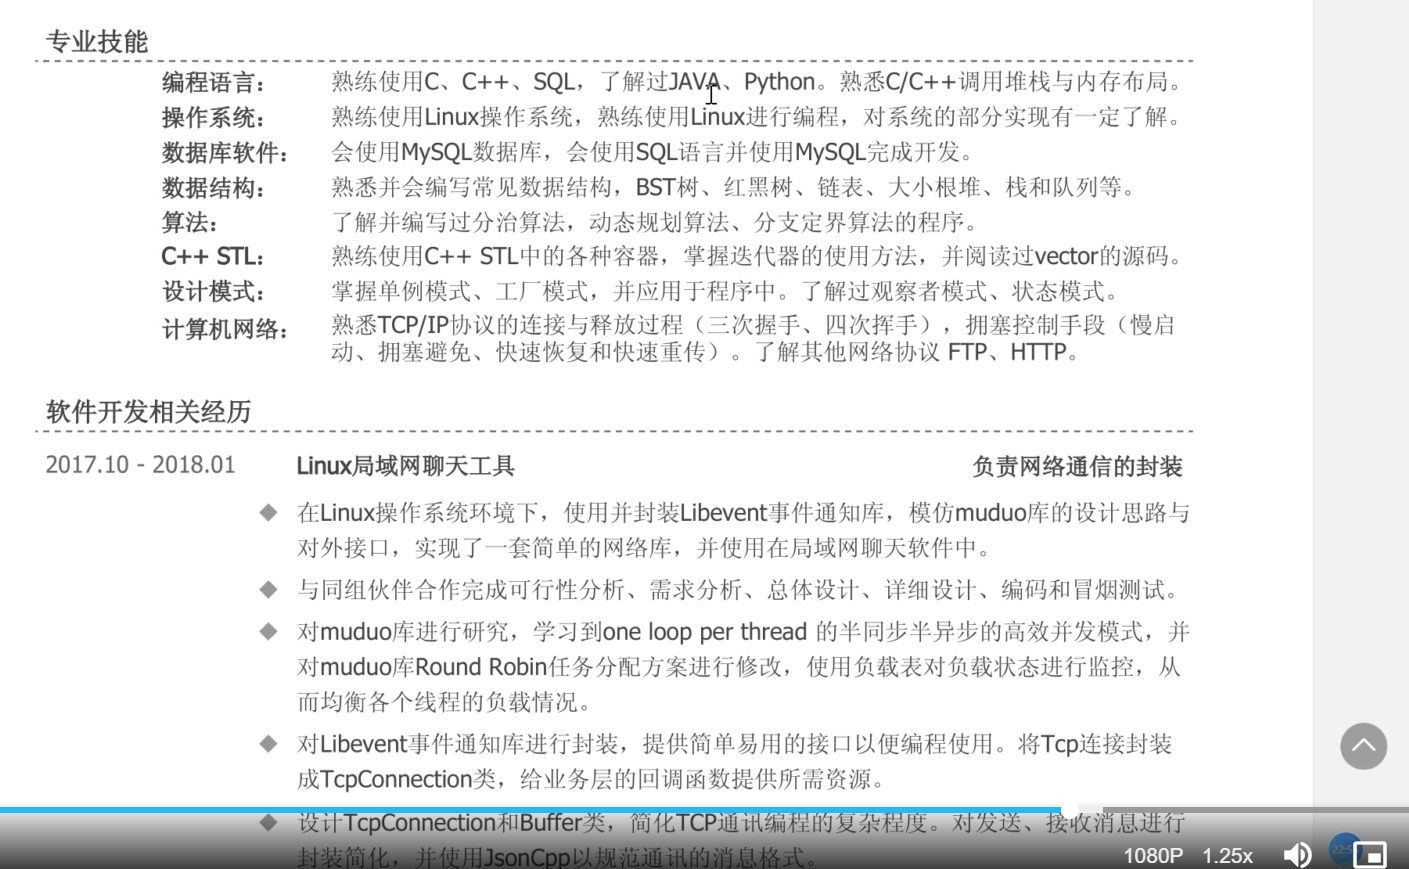 专业技能
编程语言： 熟练使用C、C++、SQL，了解过JAVA、Python。熟悉C/C++调用堆栈与内存布局。
操作系统： 熟练使用Linux操作系统，熟练使用Linux进行编程，对系统的部分实现有一定了解。
数据库软件： 会使用MySQL数据库，会使用SQL语言并使用MySQL完成开发。
数据结构： 熟悉并会编写常见数据结构，BST树、红黑树、链表、大小根堆、栈和队列等。
算法： 了解并编写过分治算法，动态规划算法、分支定界算法的程序。
C++ STL： 熟练使用C++ STL中的各种容器，掌握迭代器的使用方法，并阅读过vector的源码。
设计模式： 掌握单例模式、工厂模式，并应用于程序中。了解过观察者模式、状态模式。
计算机网络： 熟悉TCP/IP协议的连接与释放过程（三次握手、四次挥手），拥塞控制手段（慢启
动、拥塞避免、快速恢复和快速重传）。了解其他网络协议 FTP、HTTP。
软件开发相关经历
2017.10 - 2018.01 Linux局域网聊天工具 负责网络通信的封装
在Linux操作系统环境下，使用并封装Libevent事件通知库，模仿muduo库的设计思路与
对外接口，实现了一套简单的网络库，并使用在局域网聊天软件中。
与同组伙伴合作完成可行性分析、需求分析、总体设计、详细设计、编码和冒烟测试。
对muduo库进行研究，学习到one loop per thread 的半同步半异步的高效并发模式，并
对muduo库Round Robin任务分配方案进行修改，使用负载表对负载状态进行监控，从
而均衡各个线程的负载情况。
对Libevent事件通知库进行封装，提供简单易用的接口以便编程使用。将Tcp连接封装
成TcpConnection类，给业务层的回调函数提供所需资源。
设计TcpConnection和Buffer类，简化TCP通讯编程的复杂程度。对发送、接收消息进行
封装简化，并使用JsonCpp以规范通讯的消息格式。
1080P 1.25x